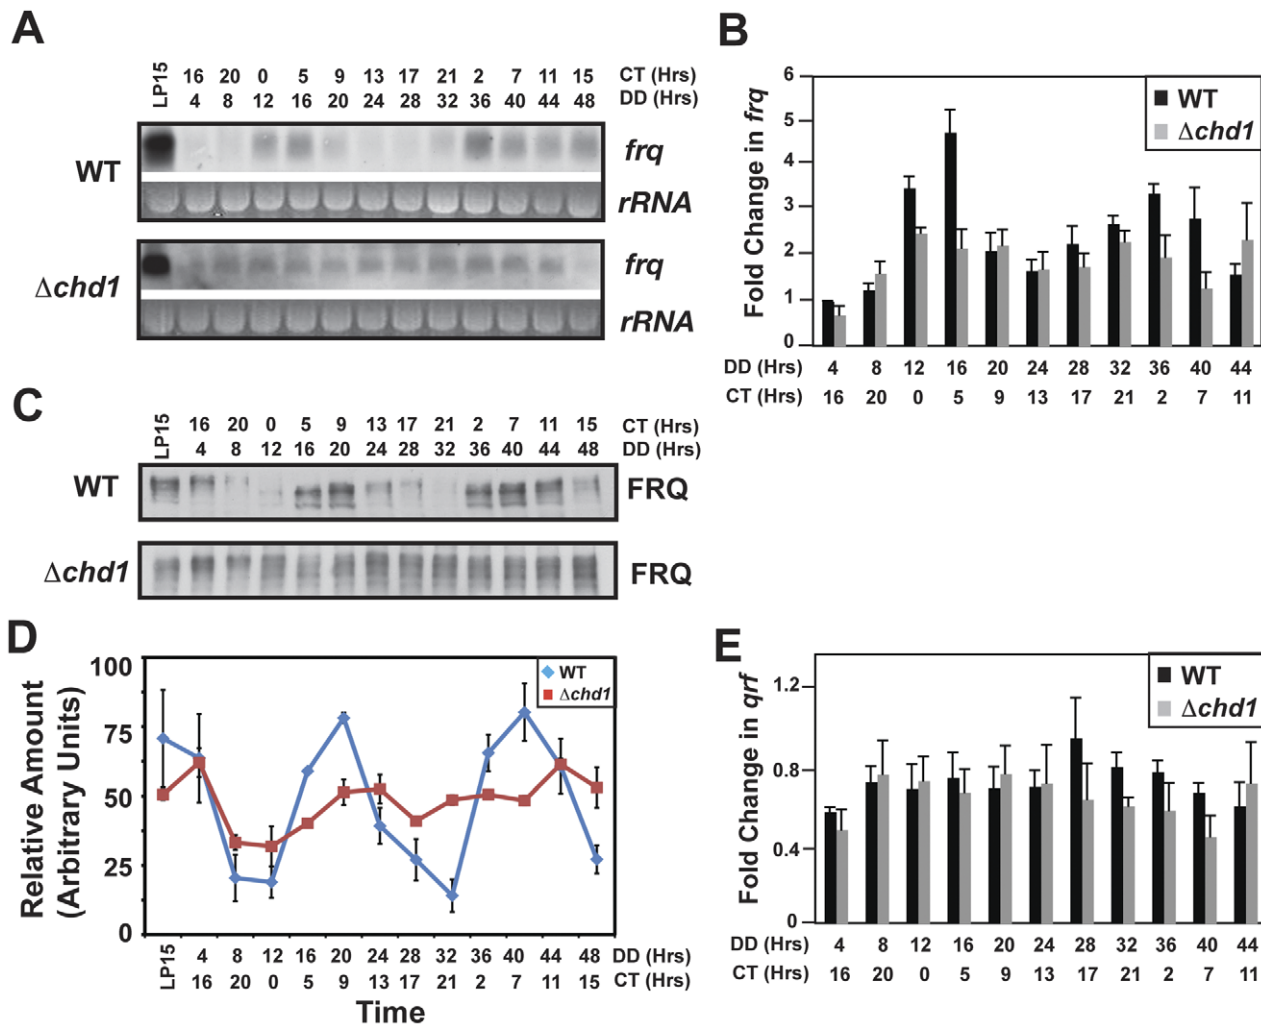 A
LP15 16 20 0 5 9 13 17 21 2 7 11 15 CT (Hrs)
4 8 12 16 20 24 28 32 36 40 44 48 DD (Hrs)
WT
frq
rRNA
Δchd1
frq
rRNA
B
Fold Change in frq
6
5
4
3
2
1
0
WT
Δchd1
DD (Hrs) 4 8 12 16 20 24 28 32 36 40 44
CT (Hrs) 16 20 0 5 9 13 17 21 2 7 11
C
LP15 16 20 0 5 9 13 17 21 2 7 11 15 CT (Hrs)
4 8 12 16 20 24 28 32 36 40 44 48 DD (Hrs)
WT FRQ
Δchd1 FRQ
D
Relative Amount
(Arbitrary Units)
100
75
50
25
0
WT
Δchd1
LP15 4 8 12 16 20 24 28 32 36 40 44 48 DD (Hrs)
16 20 0 5 9 13 17 21 2 7 11 15 CT (Hrs)
Time
E
Fold Change in qrf
1.2
0.8
0.4
0
WT
Δchd1
DD (Hrs) 4 8 12 16 20 24 28 32 36 40 44
CT (Hrs) 16 20 0 5 9 13 17 21 2 7 11